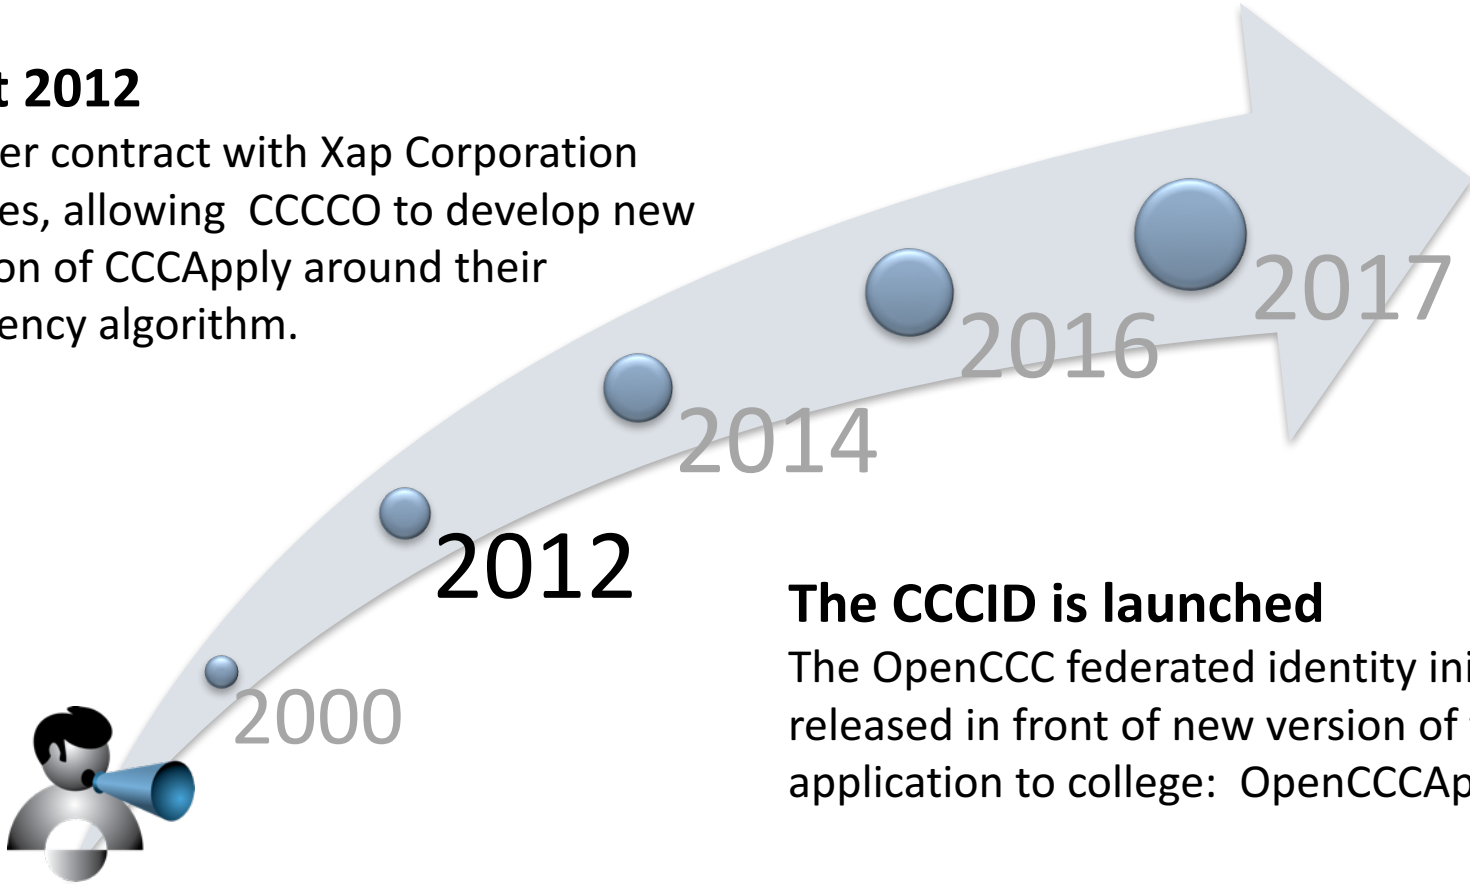 t 2012
er contract with Xap Corporation
es, allowing CCCCO to develop new
on of CCCApply around their
ency algorithm.
2017
2016
2014
2012
2000
The CCCID is launched
The OpenCCC federated identity ini
released in front of new version of
application to college: OpenCCCAp